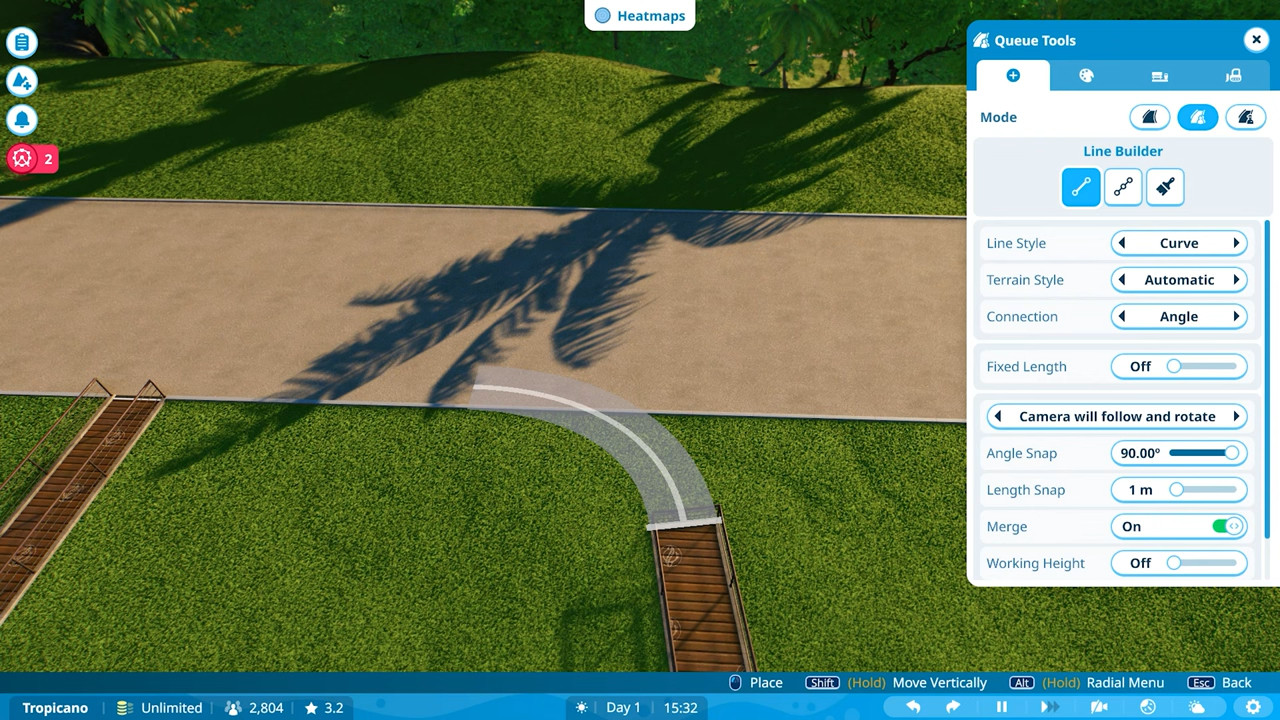 Heatmaps
2
Queue Tools
Mode
Line Builder
Line Style
Curve
Terrain Style
Automatic
Connection
Angle
Fixed Length
Off
Camera will follow and rotate
Angle Snap
90.00°
Length Snap
1 m
Merge
On
Working Height
Off
Place
Shift (Hold) Move Vertically
Alt (Hold) Radial Menu
Esc Back
Tropicano
Unlimited
2,804
3.2
Day 1
15:32